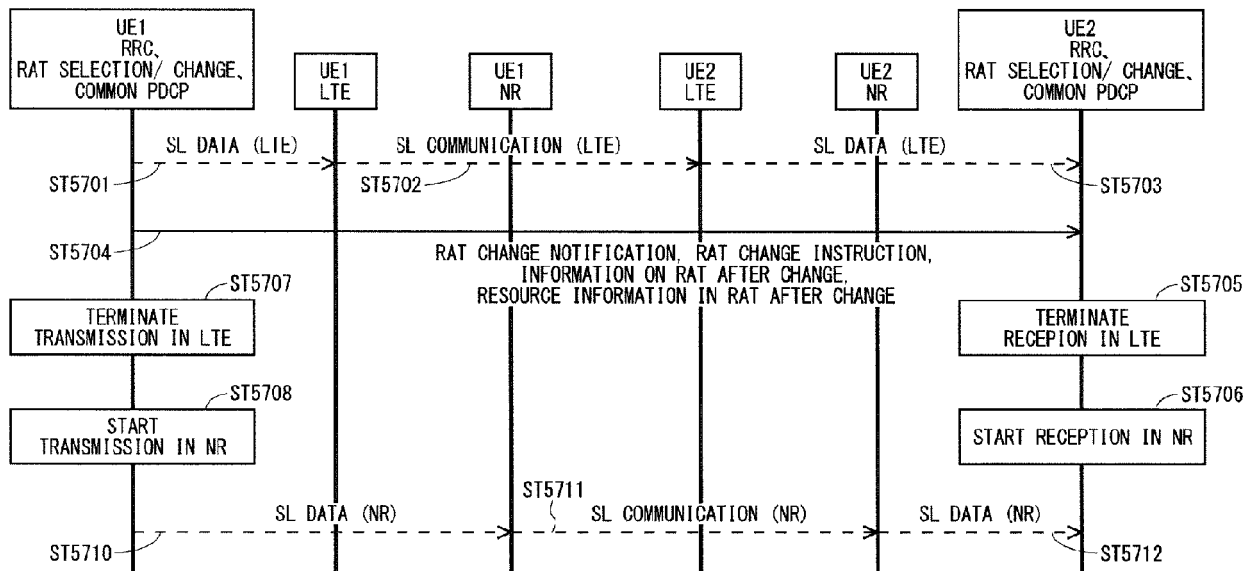 UE1
RRC、
RAT SELECTION/ CHANGE、
COMMON PDCP
UE1
LTE
UE1
NR
UE2
LTE
UE2
NR
UE2
RRC、
RAT SELECTION/ CHANGE、
COMMON PDCP
SL DATA (LTE)
SL COMMUNICATION (LTE)
SL DATA (LTE)
ST5701
ST5702
ST5703
ST5704
RAT CHANGE NOTIFICATION, RAT CHANGE INSTRUCTION,
INFORMATION ON RAT AFTER CHANGE,
RESOURCE INFORMATION IN RAT AFTER CHANGE
ST5707
TERMINATE
TRANSMISSION IN LTE
ST5705
TERMINATE
RECEPION IN LTE
ST5708
START
TRANSMISSION IN NR
ST5706
START RECEPTION IN NR
ST5711
SL DATA (NR)
SL COMMUNICATION (NR)
SL DATA (NR)
ST5710
ST5712